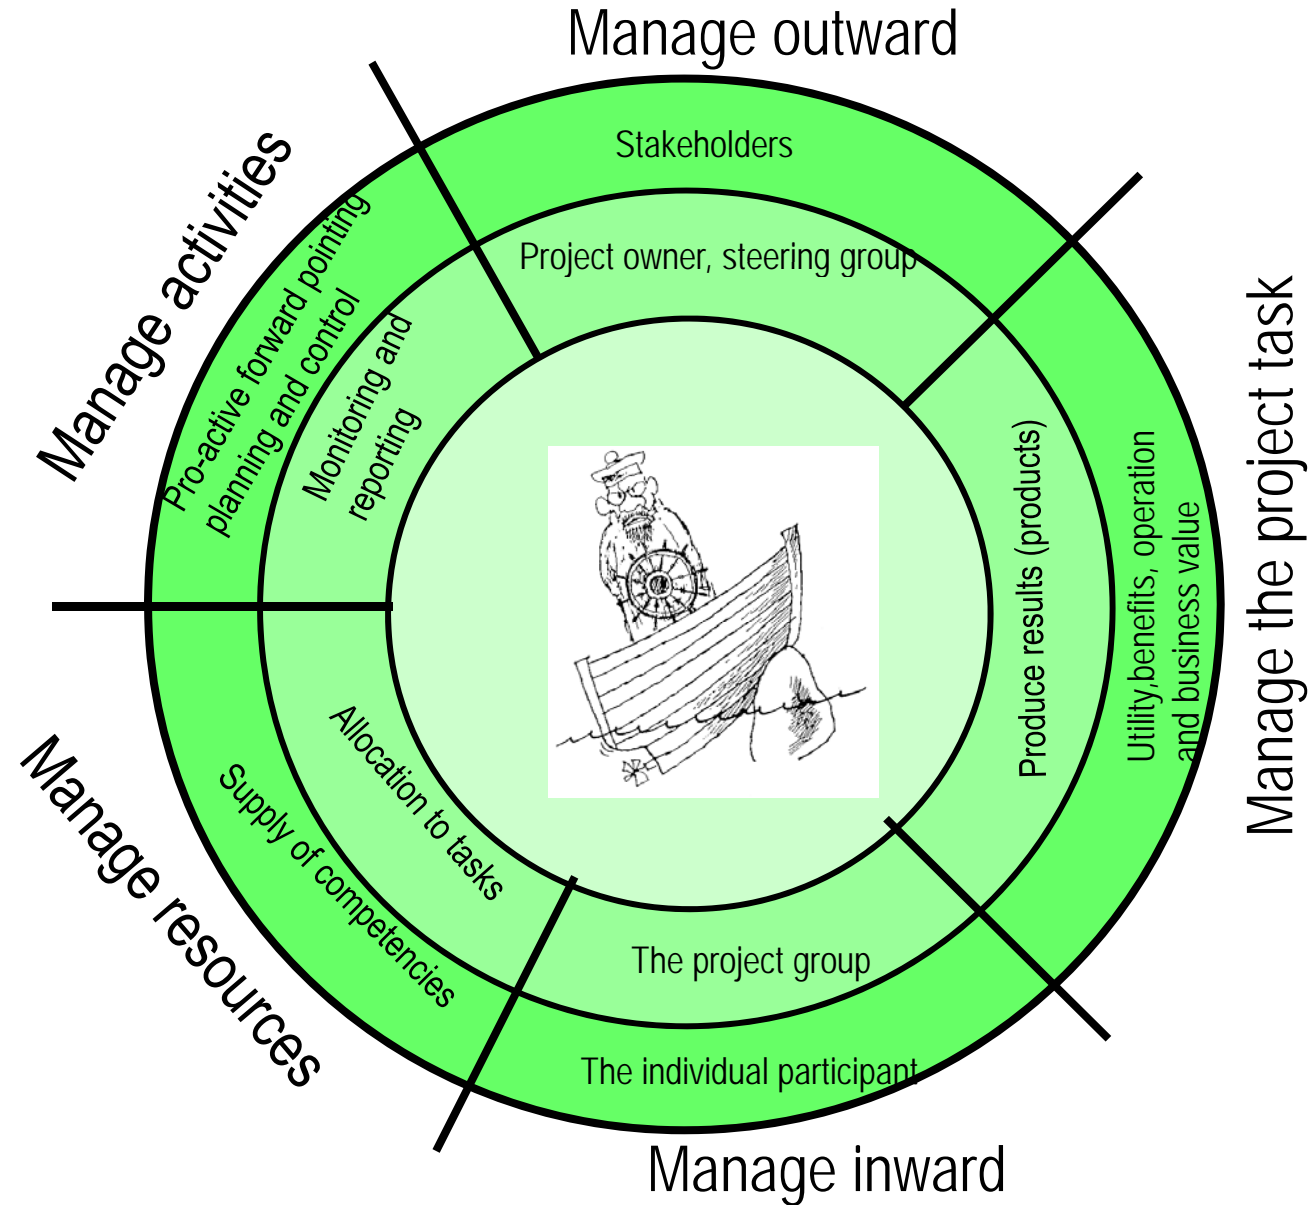 Manage outward
Stakeholders
Project owner, steering group
Manage activities
Pro-active forward pointing
planning and control
Monitoring and
reporting
Manage the project task
Produce results (products)
Utility,benefits, operation
and business value
Manage resources
Allocation to tasks
Supply of competencies
The project group
The individual participant
Manage inward